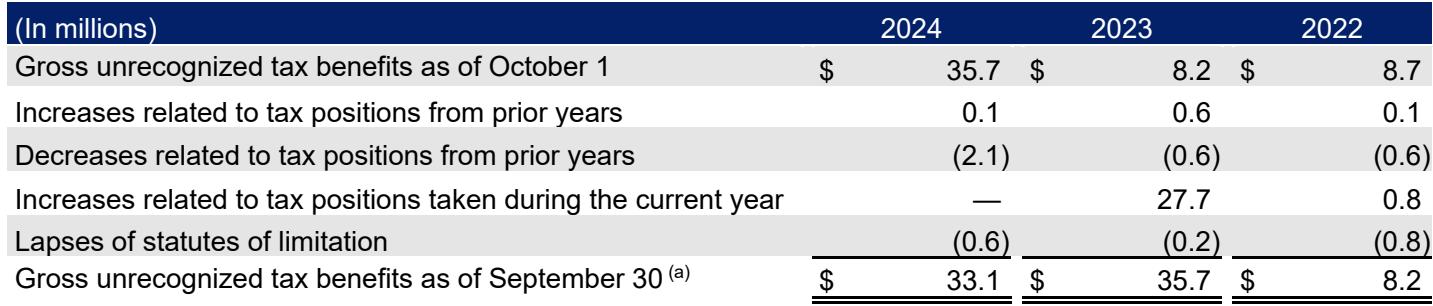 (In millions) 2024 2023 2022
Gross unrecognized tax benefits as of October 1 $ 35.7 $ 8.2 $ 8.7
Increases related to tax positions from prior years 0.1 0.6 0.1
Decreases related to tax positions from prior years (2.1) (0.6) (0.6)
Increases related to tax positions taken during the current year — 27.7 0.8
Lapses of statutes of limitation (0.6) (0.2) (0.8)
Gross unrecognized tax benefits as of September 30 (a) $ 33.1 $ 35.7 $ 8.2